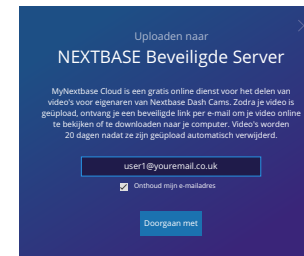 Uploaden naar
NEXTBASE Beveiligde Server
MyNextbase Cloud is een gratis online dienst voor het delen van
video's voor eigenaren van Nextbase Dash Cams. Zodra je video is
geüpload, ontvang je een beveiligde link per e-mail om je video online
te bekijken of te downloaden naar je computer. Video's worden
20 dagen nadat ze zijn geüpload automatisch verwijderd.
user1@youremail.co.uk
Onthoud mijn e-mailadres
Doorgaan met